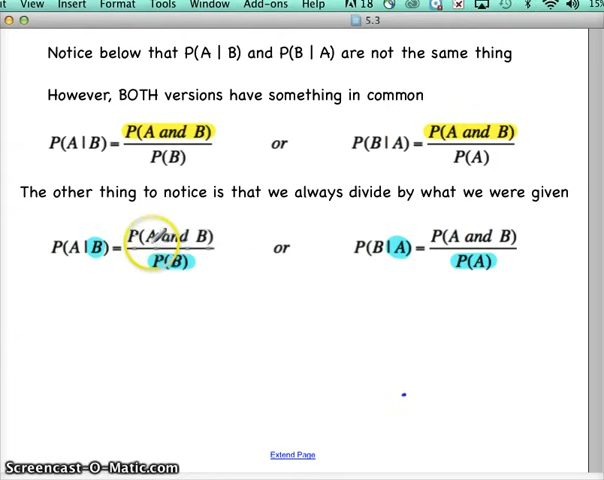 View Insert Format Tools Window Add-ons Help 18 15%
5.3
Notice below that P(A | B) and P(B | A) are not the same thing
However, BOTH versions have something in common
P(A | B) = P(A and B) / P(B) or P(B | A) = P(A and B) / P(A)
The other thing to notice is that we always divide by what we were given
P(A | B) = P(A and B) / P(B) or P(B | A) = P(A and B) / P(A)
Extend Page
Screencast-O-Matic.com